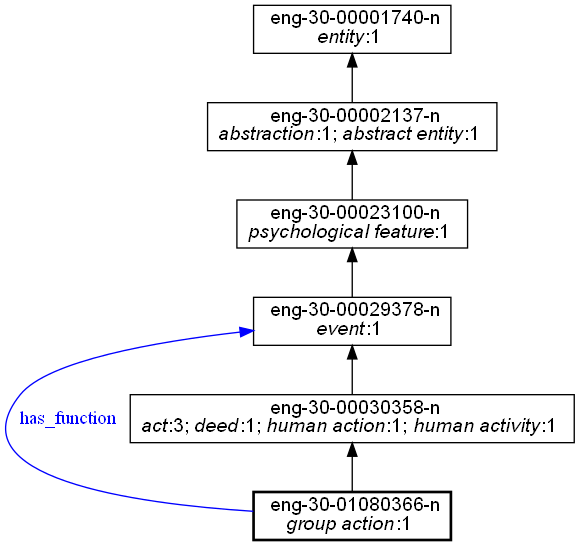 eng-30-00001740-n
entity:1
eng-30-00002137-n
abstraction:1; abstract entity:1
eng-30-00023100-n
psychological feature:1
eng-30-00029378-n
event:1
eng-30-00030358-n
act:3; deed:1; human action:1; human activity:1
has_function
eng-30-01080366-n
group action:1